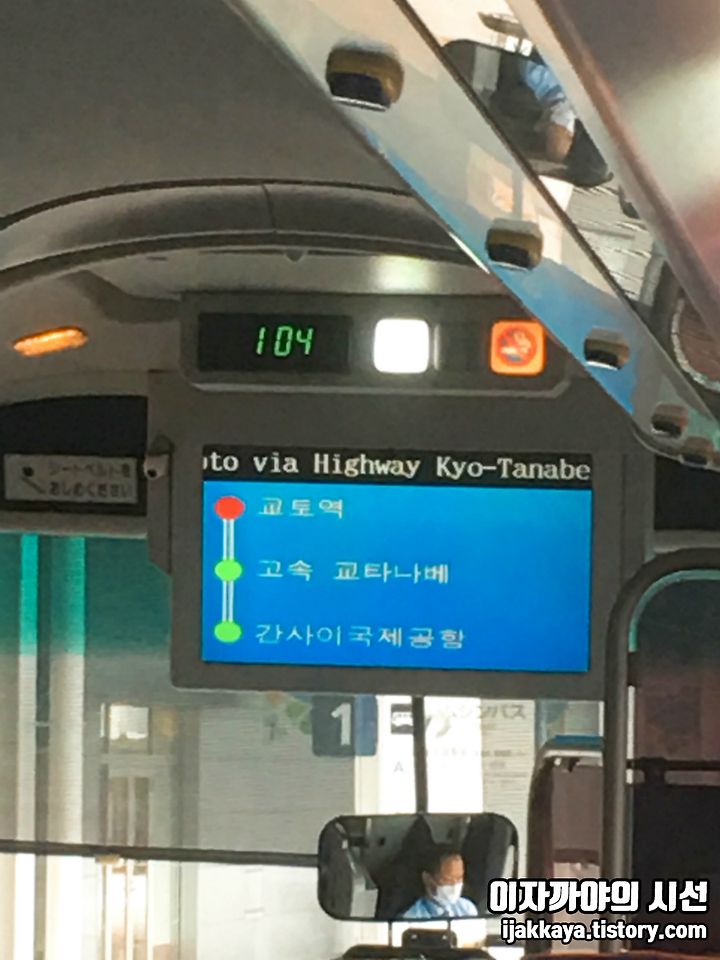 104
oto via Highway Kyo-Tanabe
교토역
고속 교타나베
간사이국제공항
シートベルトを
おしめください
1
A
이자까야의 시선
ijakkaya.tistory.com